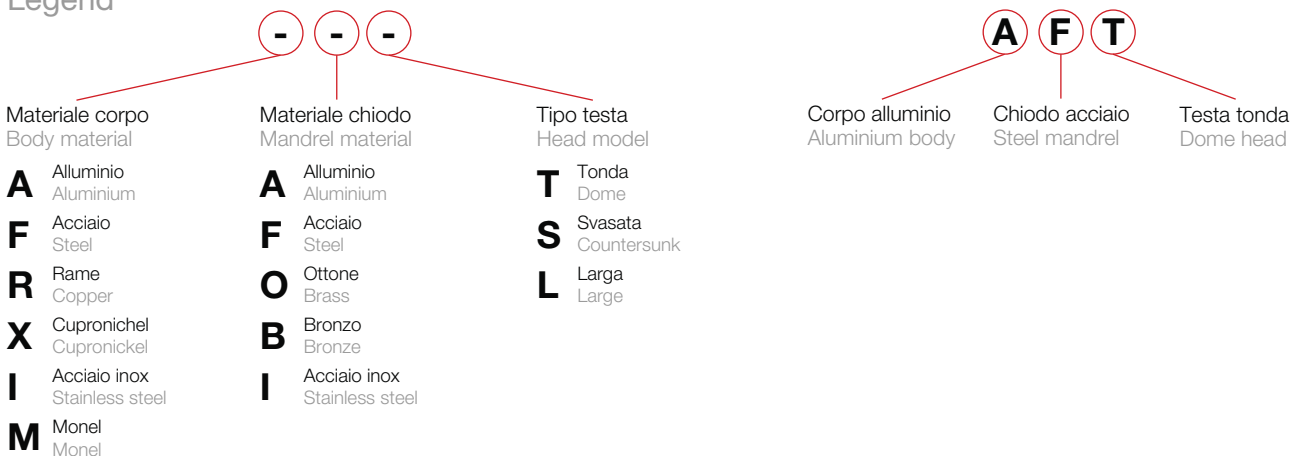 Legend
- - -
A F T
Materiale corpo
Body material
A Alluminio
Aluminium
F Acciaio
Steel
R Rame
Copper
X Cupronichel
Cupronickel
I Acciaio inox
Stainless steel
M Monel
Monel
Materiale chiodo
Mandrel material
A Alluminio
Aluminium
F Acciaio
Steel
O Ottone
Brass
B Bronzo
Bronze
I Acciaio inox
Stainless steel
Tipo testa
Head model
T Tonda
Dome
S Svasata
Countersunk
L Larga
Large
Corpo alluminio
Aluminium body
Chiodo acciaio
Steel mandrel
Testa tonda
Dome head